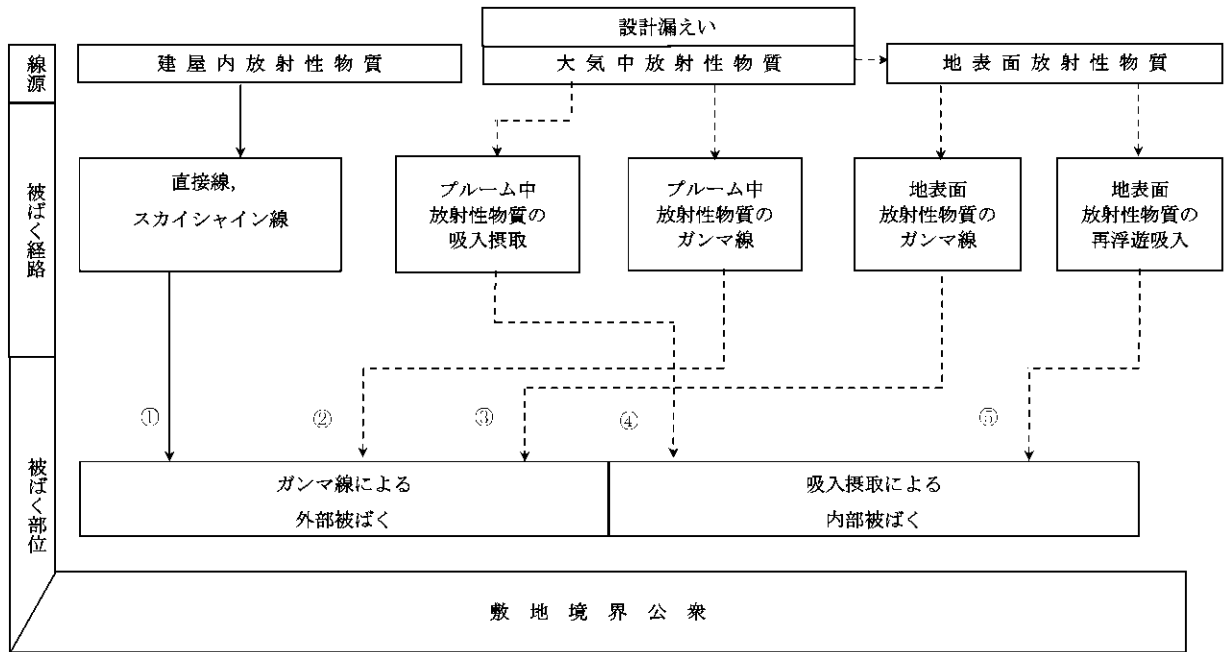 設計漏えい
線源
建屋内放射性物質
大気中放射性物質
地表面放射性物質
被ばく経路
直接線,
スカイシャイン線
プルーム中
放射性物質の
吸入摂取
プルーム中
放射性物質の
ガンマ線
地表面
放射性物質の
ガンマ線
地表面
放射性物質の
再浮遊吸入
被ばく部位
①
②
③
④
⑤
ガンマ線による
外部被ばく
吸入摂取による
内部被ばく
敷地境界公衆